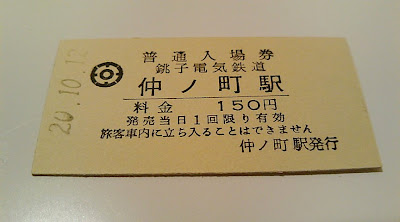 20.10.12
普通入場券
銚子電気鉄道
仲ノ町駅
料金 150円
発売当日1回限り有効
旅客車内に立ち入ることはできません
仲ノ町駅発行